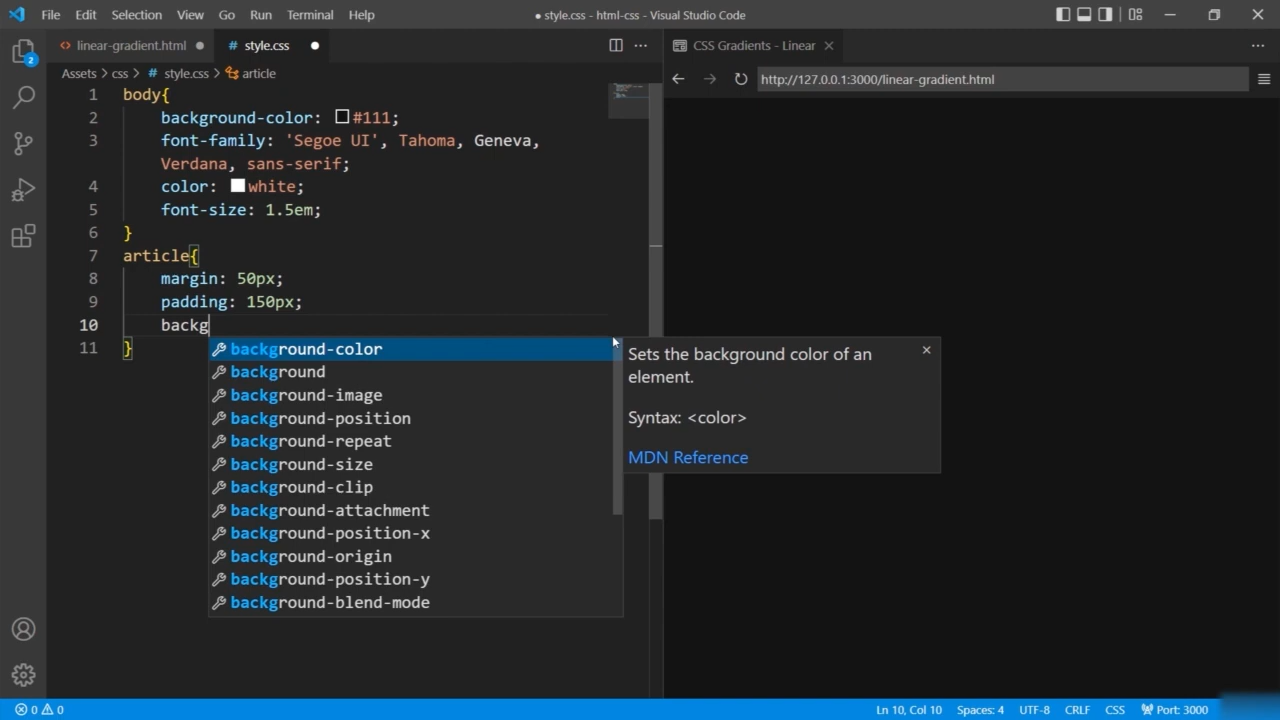 File Edit Selection View Go Run Terminal Help
● style.css - html-css - Visual Studio Code
linear-gradient.html ●
# style.css ●
CSS Gradients - Linear
Assets > css > # style.css > article
http://127.0.0.1:3000/linear-gradient.html
2
1 body{
2 background-color: #111;
3 font-family: 'Segoe UI', Tahoma, Geneva,
Verdana, sans-serif;
4 color: white;
5 font-size: 1.5em;
6 }
7 article{
8 margin: 50px;
9 padding: 150px;
10 backg
11 }
background-color
background
background-image
background-position
background-repeat
background-size
background-clip
background-attachment
background-position-x
background-origin
background-position-y
background-blend-mode
Sets the background color of an
element.
Syntax: <color>
MDN Reference
0 0
Ln 10, Col 10 Spaces: 4 UTF-8 CRLF CSS Port: 3000